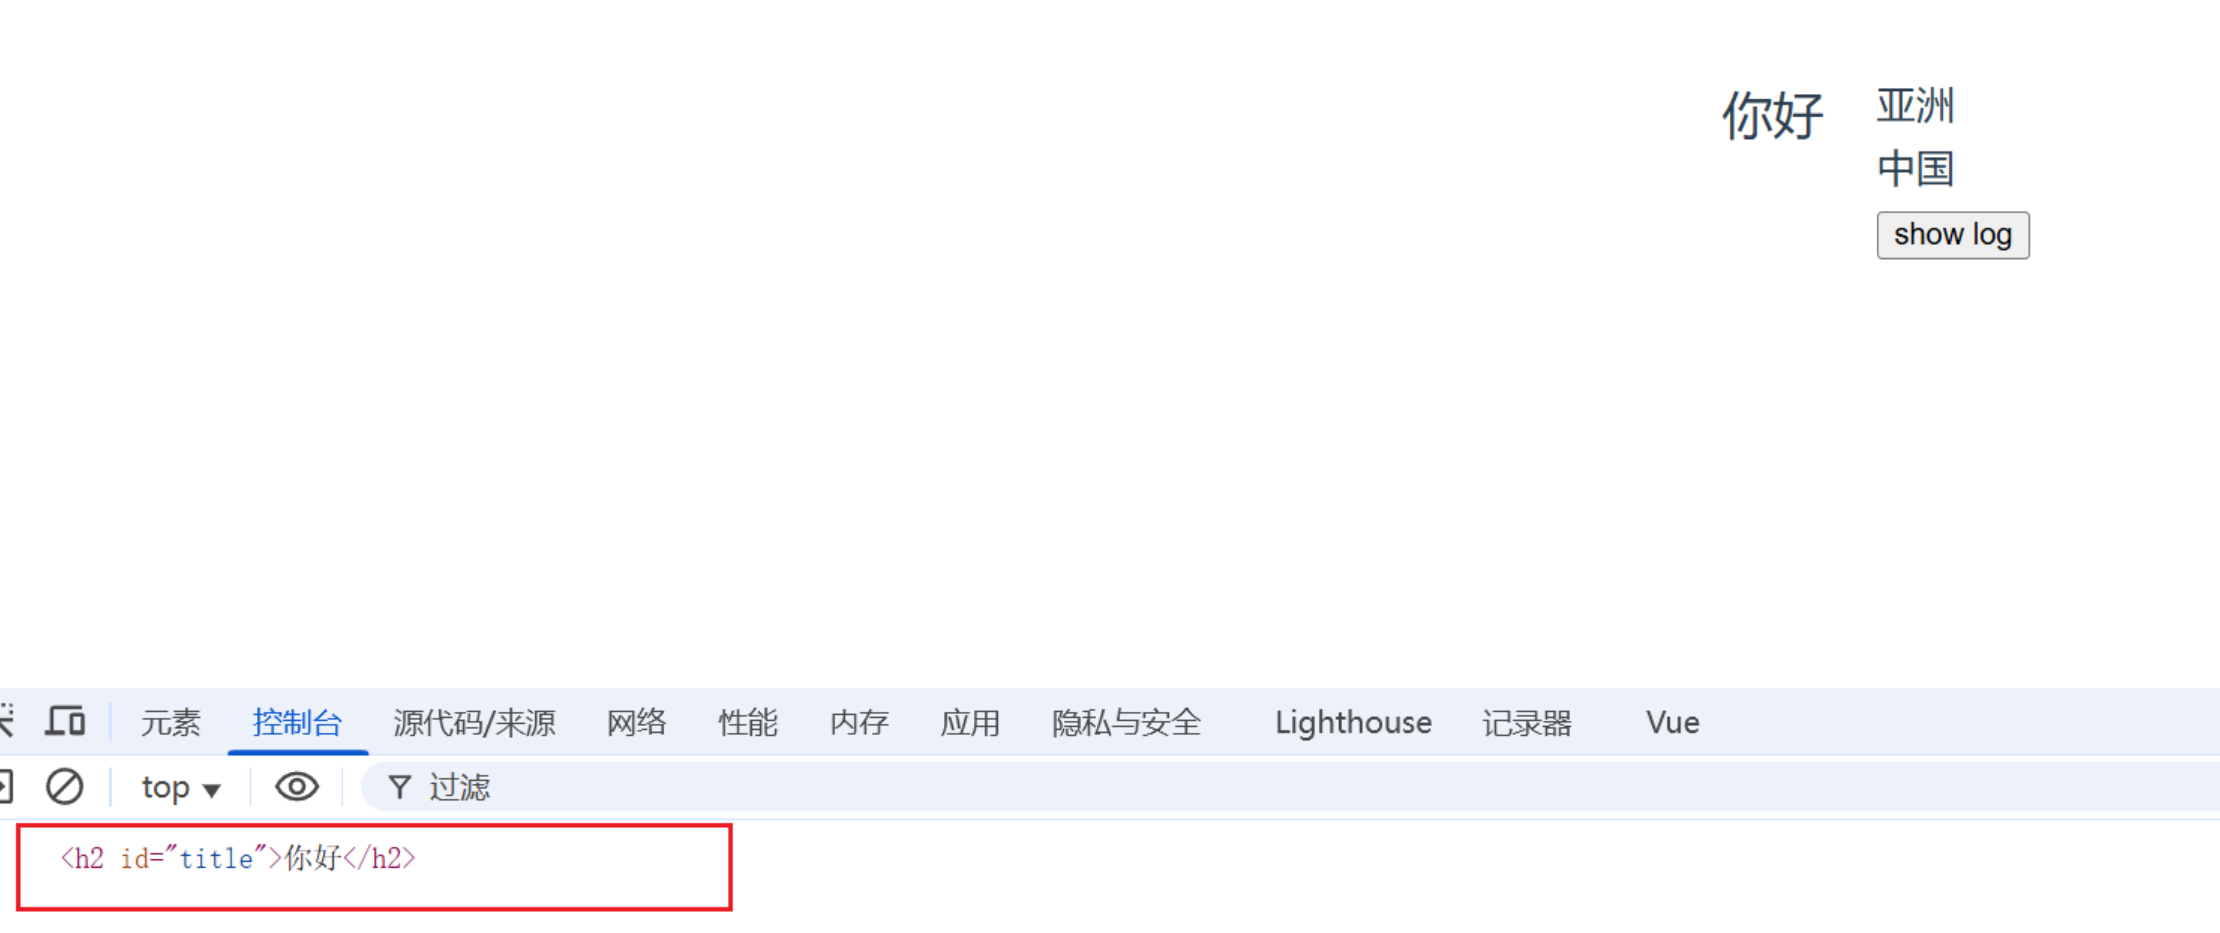 你好
亚洲
中国
show log
元素 控制台 源代码/来源 网络 性能 内存 应用 隐私与安全 Lighthouse 记录器 Vue
top 过滤
<h2 id="title">你好</h2>